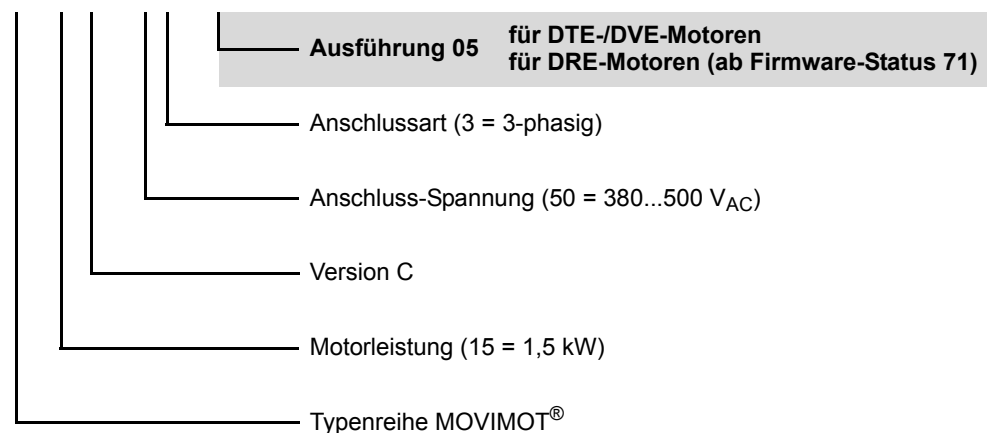 Ausführung 05
für DTE-/DVE-Motoren
für DRE-Motoren (ab Firmware-Status 71)
Anschlussart (3 = 3-phasig)
Anschluss-Spannung (50 = 380...500 VAC)
Version C
Motorleistung (15 = 1,5 kW)
Typenreihe MOVIMOT®